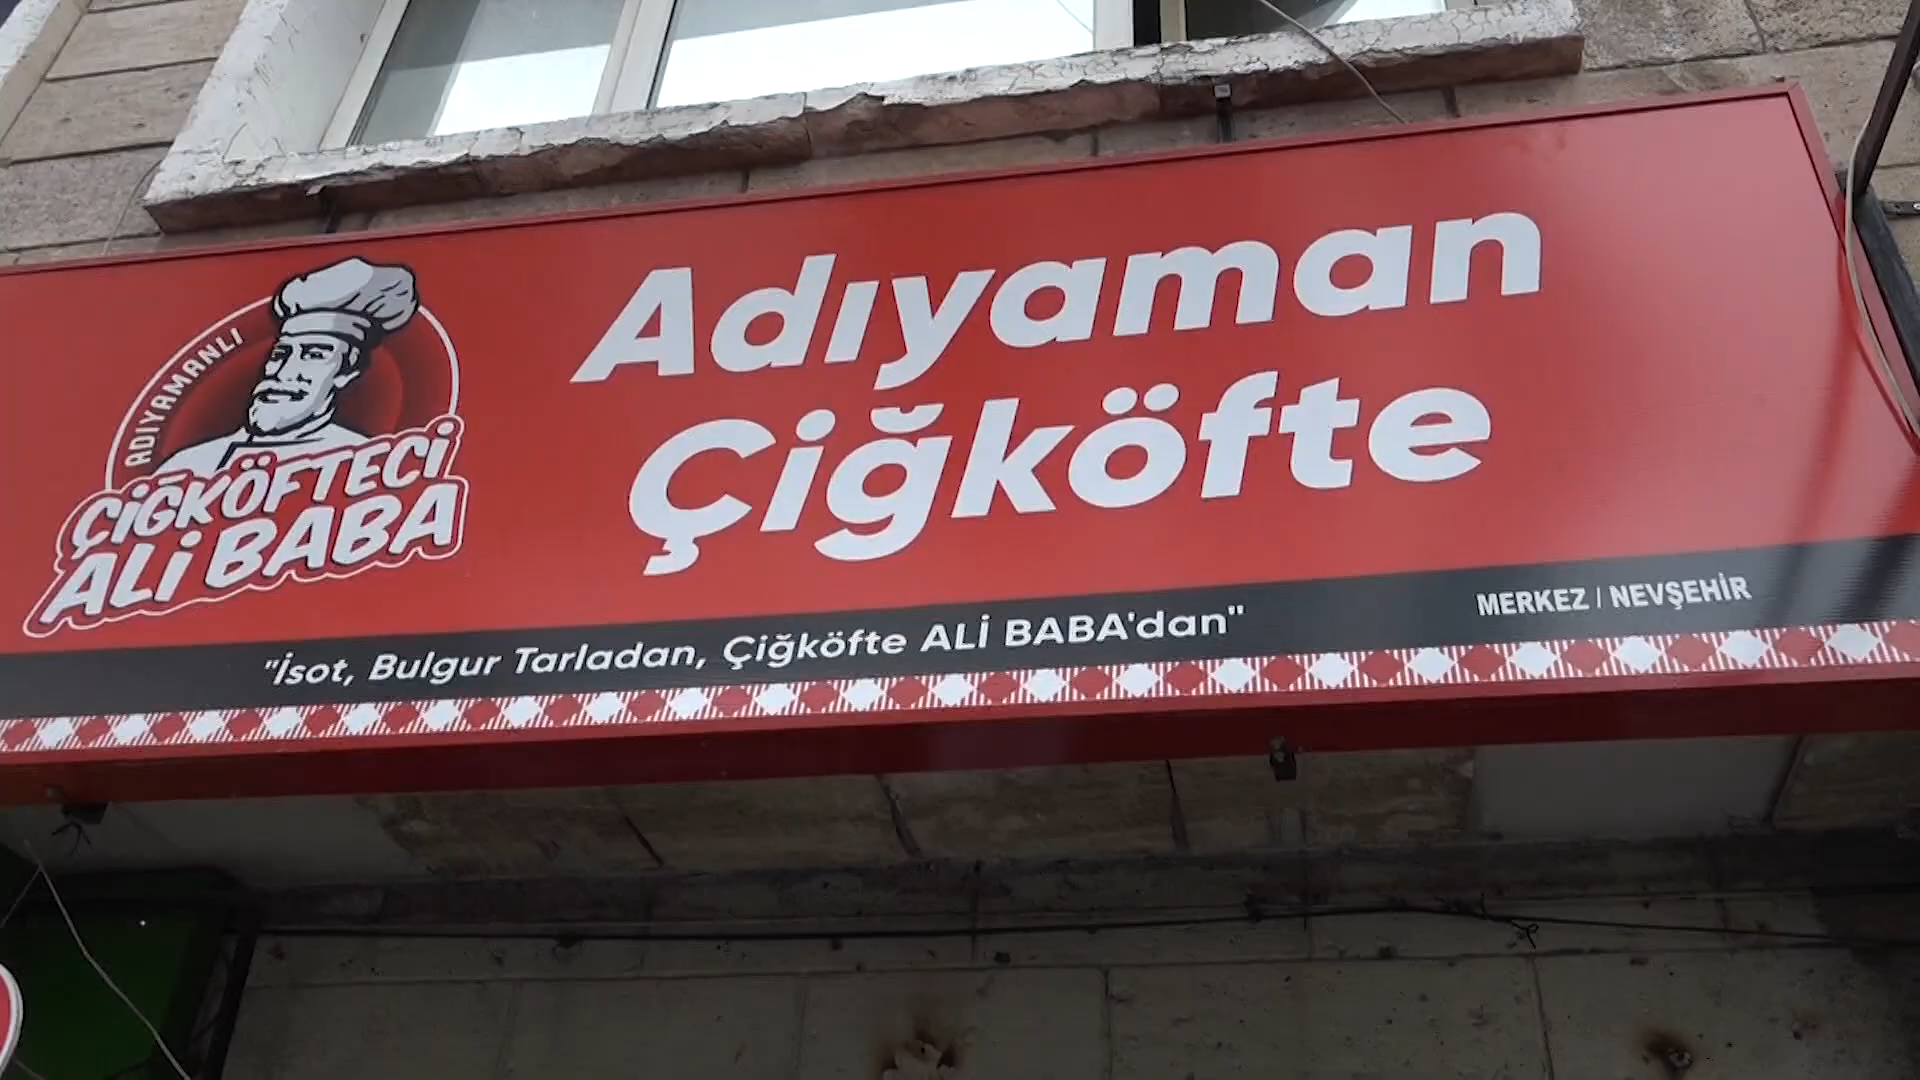 ADIYAMANLI
ÇİĞKÖFTECİ
ALİ BABA
Adıyaman
Çiğköfte
"İsot, Bulgur Tarladan, Çiğköfte ALİ BABA'dan"
MERKEZ / NEVŞEHİR